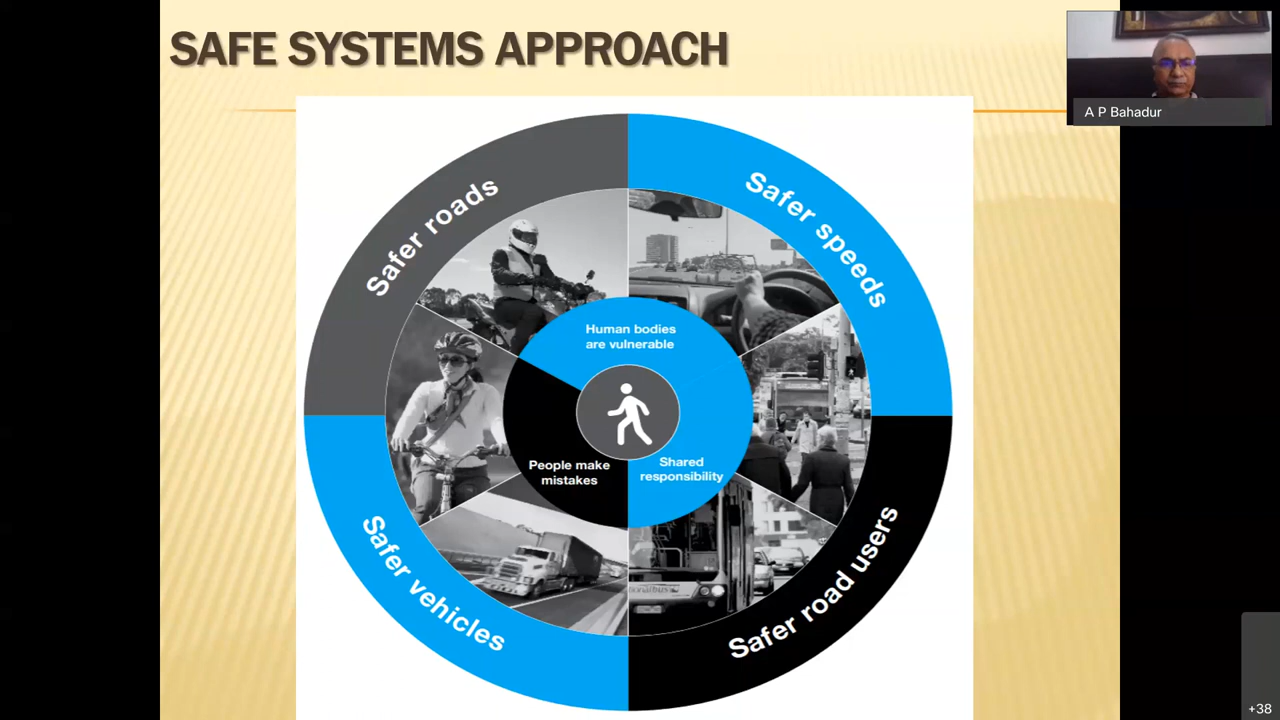 SAFE SYSTEMS APPROACH
A P Bahadur
Safer roads
Safer speeds
Human bodies
are vulnerable
People make
mistakes
Shared
responsibility
Safer vehicles
Safer road users
+38